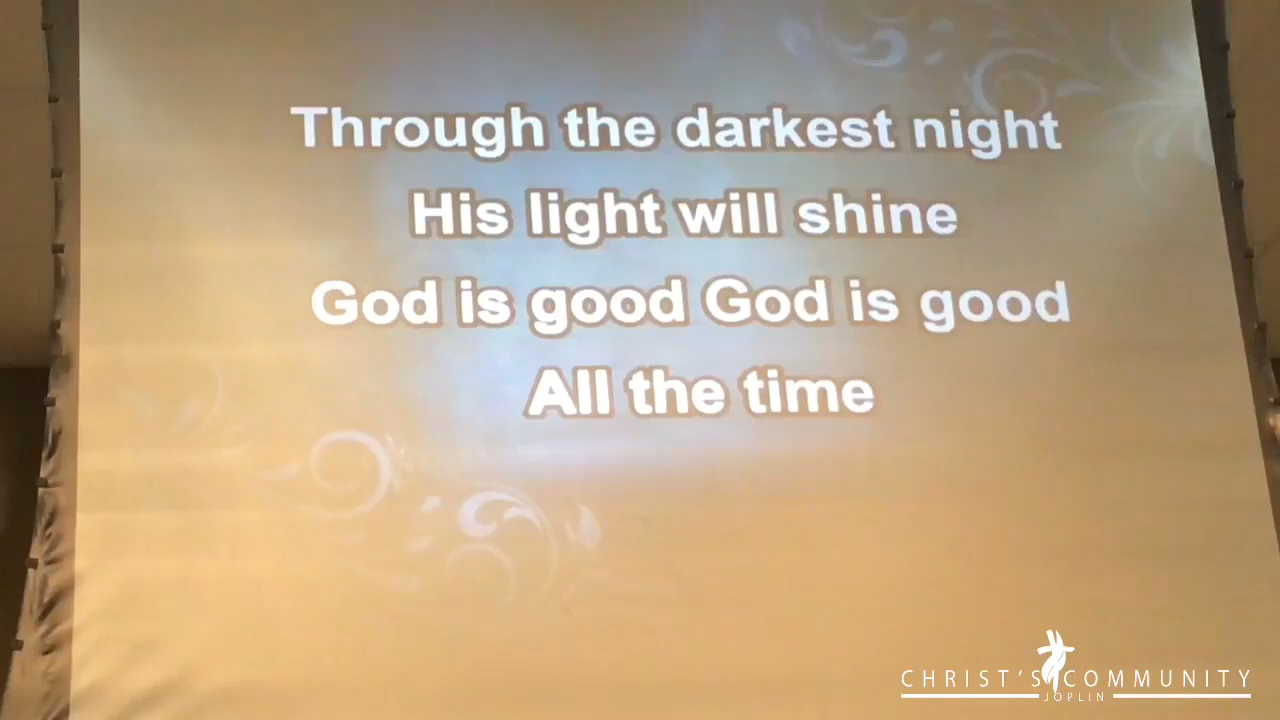 Through the darkest night
His light will shine
God is good God is good
All the time
CHRIST'S COMMUNITY
JOPLIN